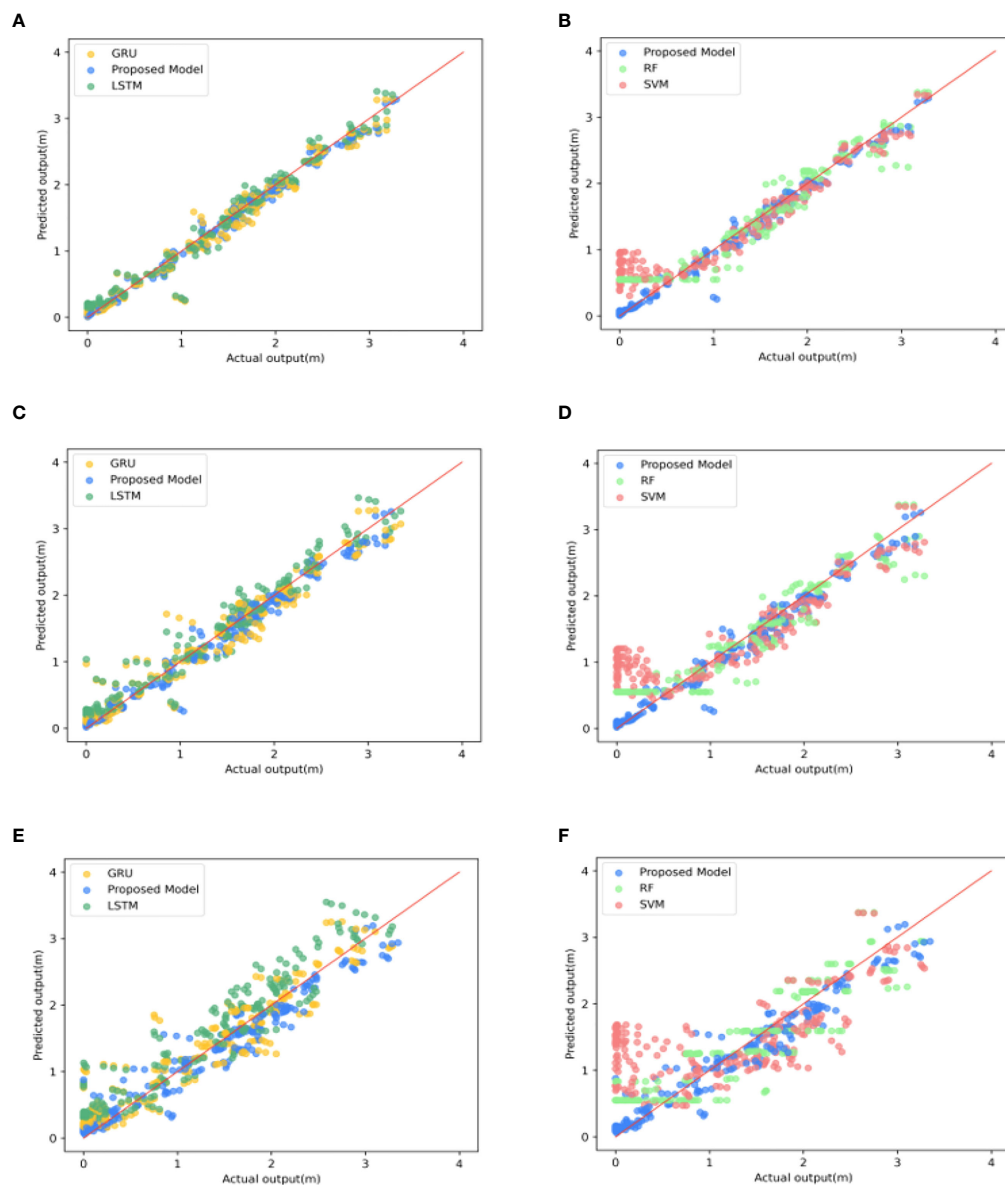 A
GRU
Proposed Model
LSTM
4
3
2
1
0
Predicted output(m)
0 1 2 3 4
Actual output(m)
B
Proposed Model
RF
SVM
4
3
2
1
0
Predicted output(m)
0 1 2 3 4
Actual output(m)
C
GRU
Proposed Model
LSTM
4
3
2
1
0
Predicted output(m)
0 1 2 3 4
Actual output(m)
D
Proposed Model
RF
SVM
4
3
2
1
0
Predicted output(m)
0 1 2 3 4
Actual output(m)
E
GRU
Proposed Model
LSTM
4
3
2
1
0
Predicted output(m)
0 1 2 3 4
Actual output(m)
F
Proposed Model
RF
SVM
4
3
2
1
0
Predicted output(m)
0 1 2 3 4
Actual output(m)